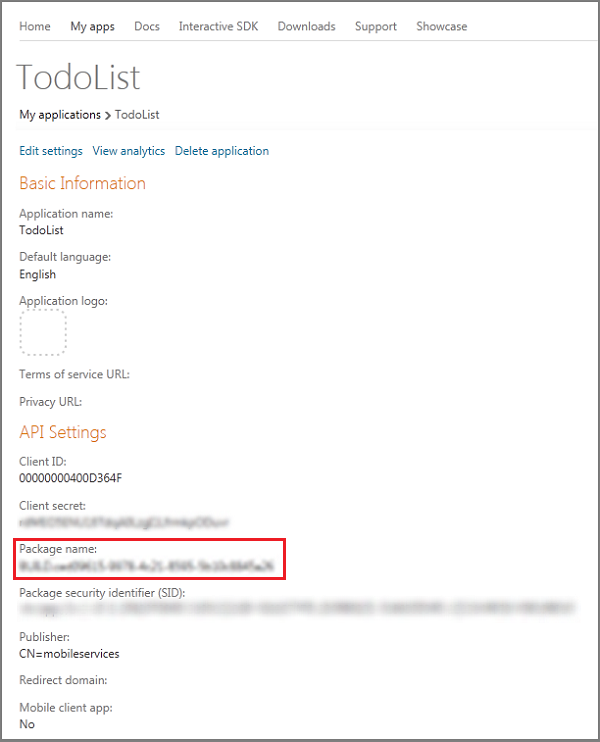 Home My apps Docs Interactive SDK Downloads Support Showcase
TodoList
My applications > TodoList
Edit settings View analytics Delete application
Basic Information
Application name:
TodoList
Default language:
English
Application logo:
Terms of service URL:
Privacy URL:
API Settings
Client ID:
00000000400D364F
Client secret:
Package name:
Package security identifier (SID):
Publisher:
CN=mobileservices
Redirect domain:
Mobile client app:
No